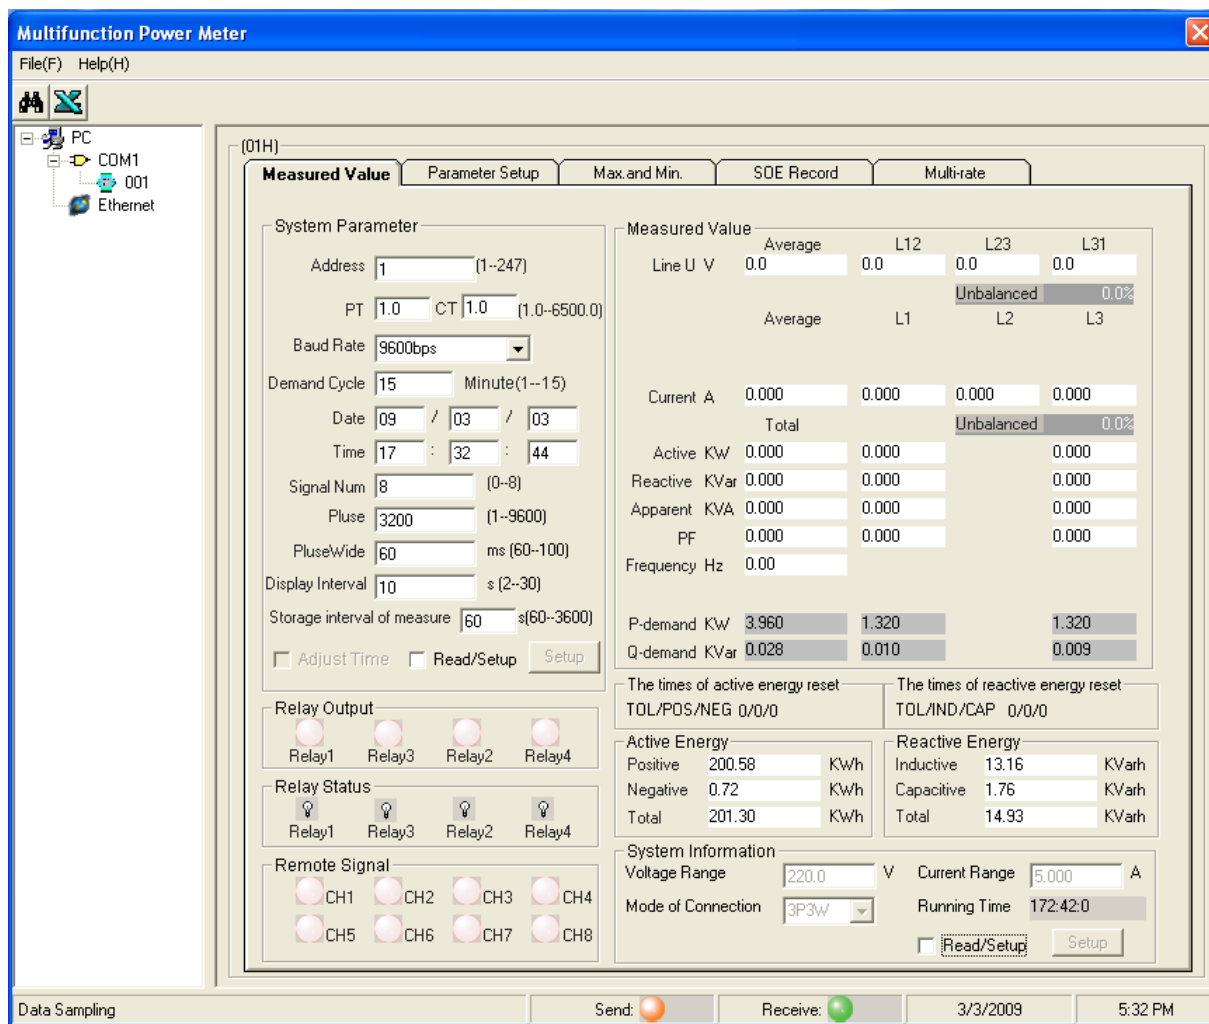 Multifunction Power Meter
File(F) Help(H)
PC
COM1
001
Ethernet
(01H)
Measured Value Parameter Setup Max.and Min. SOE Record Multi-rate
System Parameter
Address 1 (1--247)
PT 1.0 CT 1.0 (1.0--6500.0)
Baud Rate 9600bps
Demand Cycle 15 Minute(1--15)
Date 09 / 03 / 03
Time 17 : 32 : 44
Signal Num 8 (0--8)
Pluse 3200 (1--9600)
PluseWide 60 ms (60--100)
Display Interval 10 s (2--30)
Storage interval of measure 60 s(60--3600)
Adjust Time Read/Setup Setup
Relay Output
Relay1 Relay3 Relay2 Relay4
Relay Status
Relay1 Relay3 Relay2 Relay4
Remote Signal
CH1 CH2 CH3 CH4
CH5 CH6 CH7 CH8
Measured Value
Average L12 L23 L31
Line U V 0.0 0.0 0.0 0.0
Unbalanced 0.0%
Average L1 L2 L3
Current A 0.000 0.000 0.000 0.000
Total Unbalanced 0.0%
Active KW 0.000 0.000 0.000
Reactive KVar 0.000 0.000 0.000
Apparent KVA 0.000 0.000 0.000
PF 0.000 0.000 0.000
Frequency Hz 0.00
P-demand KW 3.960 1.320 1.320
Q-demand KVar 0.028 0.010 0.009
The times of active energy reset
TOL/POS/NEG 0/0/0
The times of reactive energy reset
TOL/IND/CAP 0/0/0
Active Energy
Positive 200.58 KWh
Negative 0.72 KWh
Total 201.30 KWh
Reactive Energy
Inductive 13.16 KVarh
Capacitive 1.76 KVarh
Total 14.93 KVarh
System Information
Voltage Range 220.0 V Current Range 5.000 A
Mode of Connection 3P3W Running Time 172:42:0
Read/Setup Setup
Data Sampling Send: Receive: 3/3/2009 5:32 PM